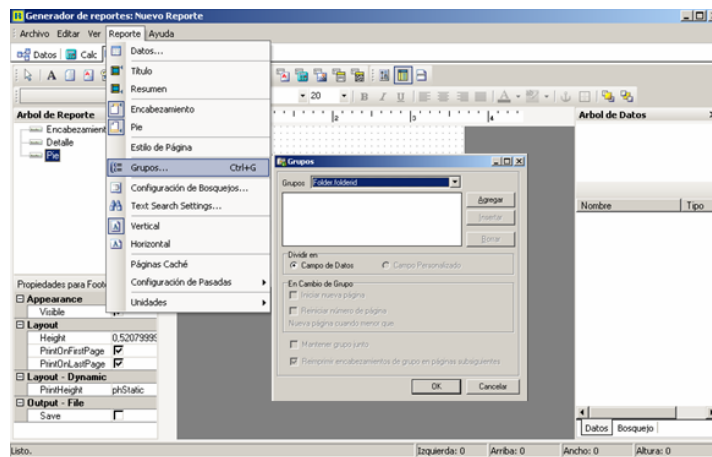 Generador de reportes: Nuevo Reporte
Archivo Editar Ver Reporte Ayuda
Datos Calc
Datos...
Título
Resumen
Encabezamiento
Pie
Estilo de Página
Grupos... Ctrl+G
Configuración de Bosquejos...
Text Search Settings...
Vertical
Horizontal
Páginas Caché
Configuración de Pasadas
Unidades
20
B I U
A
2 3 4
Arbol de Reporte
Encabezamient
Detalle
Pie
Propiedades para Foot
Appearance
Visible
Layout
Height 0,52079999
PrintOnFirstPage
PrintOnLastPage
Layout - Dynamic
PrintHeight phStatic
Output - File
Save
Grupos
Grupos Folder.folderid
Agregar
Insertar
Borrar
Dividir en
Campo de Datos Campo Personalizado
En Cambio de Grupo
Iniciar nueva página
Reiniciar número de página
Nueva página cuando menor que:
Mantener grupo junto
Reimprimir encabezamientos de grupo en páginas subsiguientes
OK Cancelar
Arbol de Datos
Nombre Tipo
Datos Bosquejo
Listo. Izquierda: 0 Arriba: 0 Ancho: 0 Altura: 0